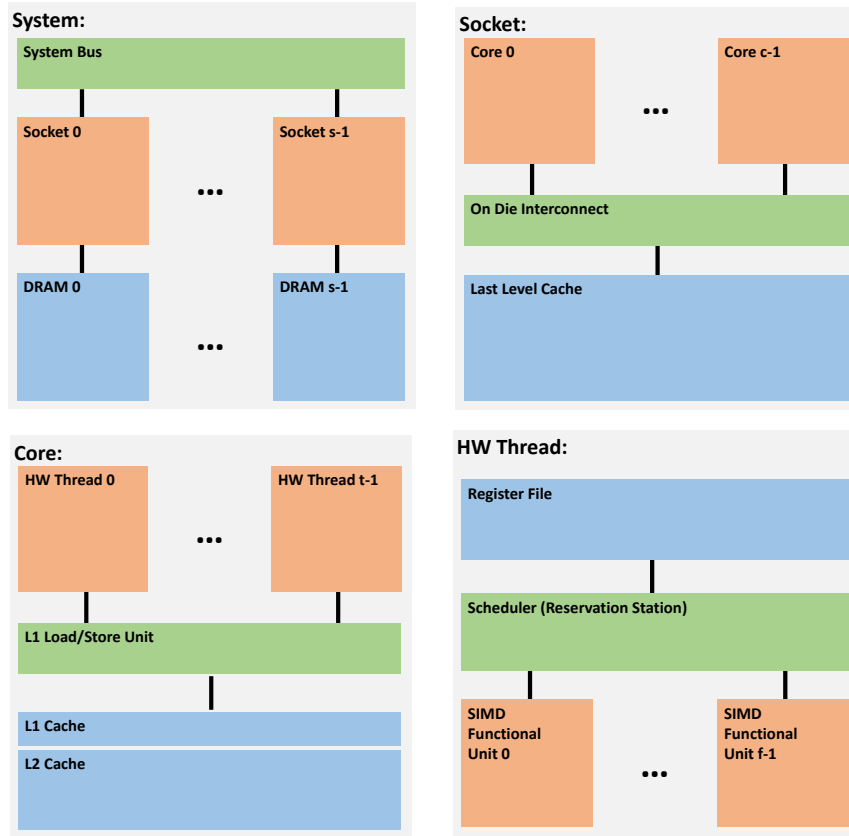 System:
System Bus
Socket 0
...
Socket s-1
DRAM 0
...
DRAM s-1
Socket:
Core 0
...
Core c-1
On Die Interconnect
Last Level Cache
Core:
HW Thread 0
...
HW Thread t-1
L1 Load/Store Unit
L1 Cache
L2 Cache
HW Thread:
Register File
Scheduler (Reservation Station)
SIMD
Functional
Unit 0
...
SIMD
Functional
Unit f-1